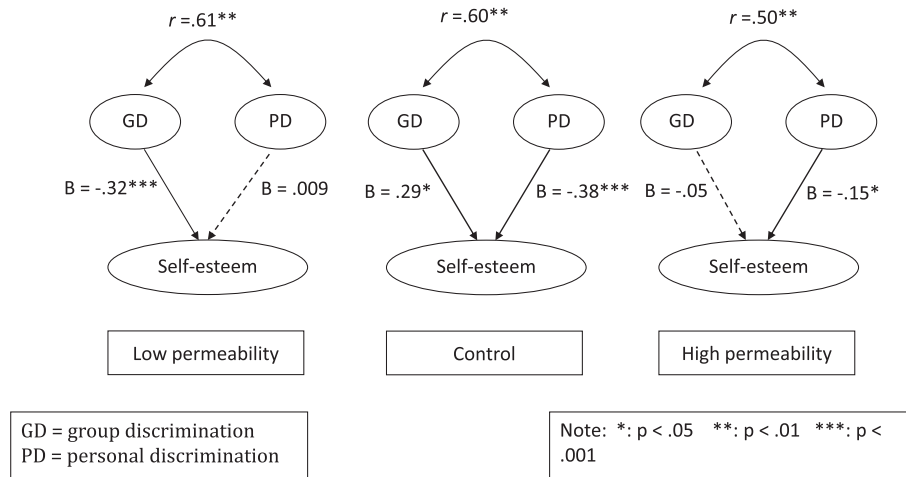 r =.61** r =.60** r =.50**
GD PD GD PD GD PD
B = -.32*** B = .009 B = .29* B = -.38*** B = -.05 B = -.15*
Self-esteem Self-esteem Self-esteem
Low permeability Control High permeability
GD = group discrimination
PD = personal discrimination
Note: *: p < .05 **: p < .01 ***: p <
.001